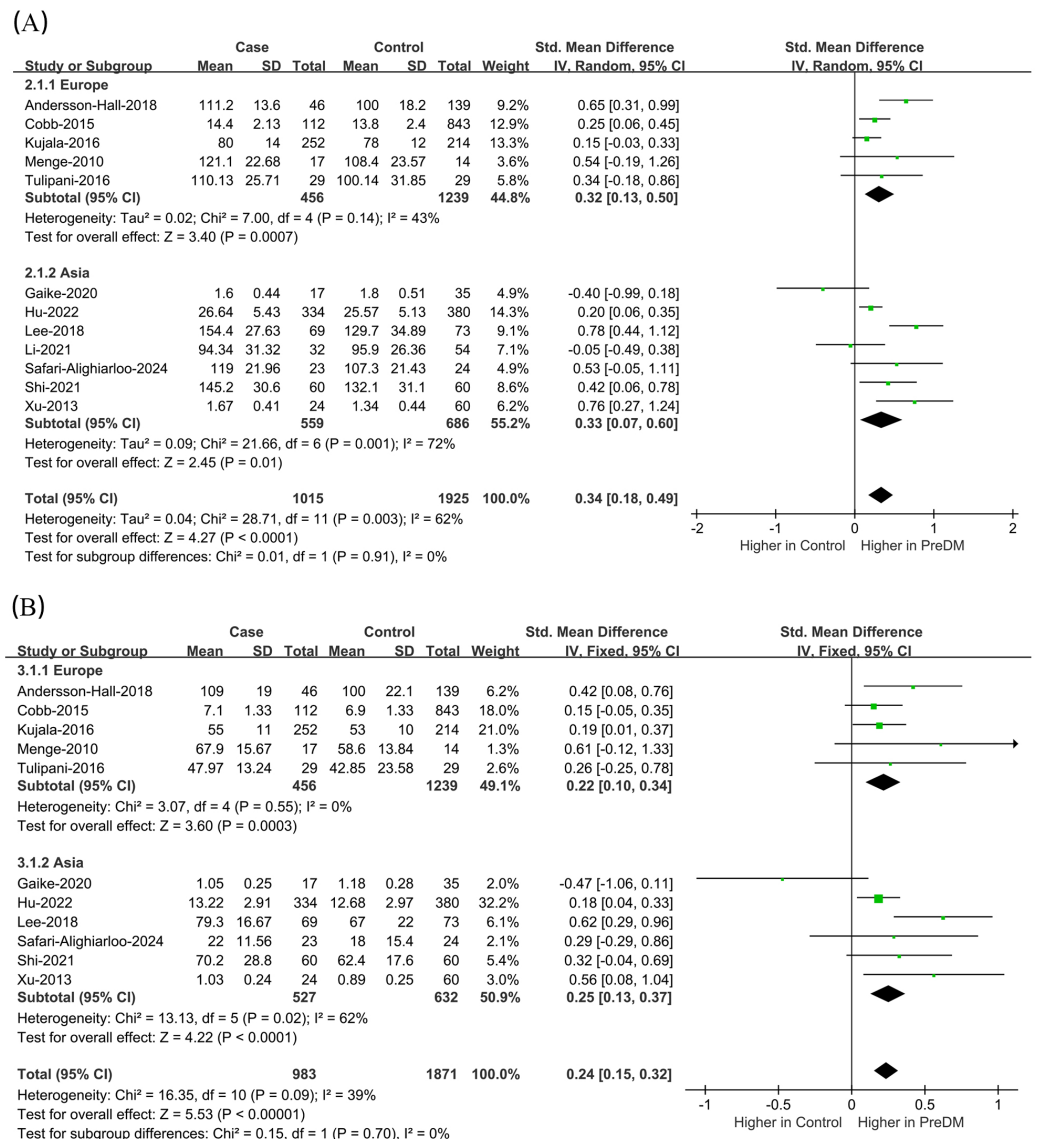 (A)
Case Control Std. Mean Difference Std. Mean Difference
Study or Subgroup Mean SD Total Mean SD Total Weight IV, Random, 95% CI IV, Random, 95% CI
2.1.1 Europe
Andersson-Hall-2018 111.2 13.6 46 100 18.2 139 9.2% 0.65 [0.31, 0.99]
Cobb-2015 14.4 2.13 112 13.8 2.4 843 12.9% 0.25 [0.06, 0.45]
Kujala-2016 80 14 252 78 12 214 13.3% 0.15 [-0.03, 0.33]
Menge-2010 121.1 22.68 17 108.4 23.57 14 3.6% 0.54 [-0.19, 1.26]
Tulipani-2016 110.13 25.71 29 100.14 31.85 29 5.8% 0.34 [-0.18, 0.86]
Subtotal (95% CI) 456 1239 44.8% 0.32 [0.13, 0.50]
Heterogeneity: Tau² = 0.02; Chi² = 7.00, df = 4 (P = 0.14); I² = 43%
Test for overall effect: Z = 3.40 (P = 0.0007)
2.1.2 Asia
Gaike-2020 1.6 0.44 17 1.8 0.51 35 4.9% -0.40 [-0.99, 0.18]
Hu-2022 26.64 5.43 334 25.57 5.13 380 14.3% 0.20 [0.06, 0.35]
Lee-2018 154.4 27.63 69 129.7 34.89 73 9.1% 0.78 [0.44, 1.12]
Li-2021 94.34 31.32 32 95.9 26.36 54 7.1% -0.05 [-0.49, 0.38]
Safari-Alighiarloo-2024 119 21.96 23 107.3 21.43 24 4.9% 0.53 [-0.05, 1.11]
Shi-2021 145.2 30.6 60 132.1 31.1 60 8.6% 0.42 [0.06, 0.78]
Xu-2013 1.67 0.41 24 1.34 0.44 60 6.2% 0.76 [0.27, 1.24]
Subtotal (95% CI) 559 686 55.2% 0.33 [0.07, 0.60]
Heterogeneity: Tau² = 0.09; Chi² = 21.66, df = 6 (P = 0.001); I² = 72%
Test for overall effect: Z = 2.45 (P = 0.01)
Total (95% CI) 1015 1925 100.0% 0.34 [0.18, 0.49]
Heterogeneity: Tau² = 0.04; Chi² = 28.71, df = 11 (P = 0.003); I² = 62%
Test for overall effect: Z = 4.27 (P < 0.0001)
Test for subgroup differences: Chi² = 0.01, df = 1 (P = 0.91), I² = 0%
-2 -1 0 1 2
Higher in Control Higher in PreDM
(B)
Case Control Std. Mean Difference Std. Mean Difference
Study or Subgroup Mean SD Total Mean SD Total Weight IV, Fixed, 95% CI IV, Fixed, 95% CI
3.1.1 Europe
Andersson-Hall-2018 109 19 46 100 22.1 139 6.2% 0.42 [0.08, 0.76]
Cobb-2015 7.1 1.33 112 6.9 1.33 843 18.0% 0.15 [-0.05, 0.35]
Kujala-2016 55 11 252 53 10 214 21.0% 0.19 [0.01, 0.37]
Menge-2010 67.9 15.67 17 58.6 13.84 14 1.3% 0.61 [-0.12, 1.33]
Tulipani-2016 47.97 13.24 29 42.85 23.58 29 2.6% 0.26 [-0.25, 0.78]
Subtotal (95% CI) 456 1239 49.1% 0.22 [0.10, 0.34]
Heterogeneity: Chi² = 3.07, df = 4 (P = 0.55); I² = 0%
Test for overall effect: Z = 3.60 (P = 0.0003)
3.1.2 Asia
Gaike-2020 1.05 0.25 17 1.18 0.28 35 2.0% -0.47 [-1.06, 0.11]
Hu-2022 13.22 2.91 334 12.68 2.97 380 32.2% 0.18 [0.04, 0.33]
Lee-2018 79.3 16.67 69 67 22 73 6.1% 0.62 [0.29, 0.96]
Safari-Alighiarloo-2024 22 11.56 23 18 15.4 24 2.1% 0.29 [-0.29, 0.86]
Shi-2021 70.2 28.8 60 62.4 17.6 60 5.4% 0.32 [-0.04, 0.69]
Xu-2013 1.03 0.24 24 0.89 0.25 60 3.0% 0.56 [0.08, 1.04]
Subtotal (95% CI) 527 632 50.9% 0.25 [0.13, 0.37]
Heterogeneity: Chi² = 13.13, df = 5 (P = 0.02); I² = 62%
Test for overall effect: Z = 4.22 (P < 0.0001)
Total (95% CI) 983 1871 100.0% 0.24 [0.15, 0.32]
Heterogeneity: Chi² = 16.35, df = 10 (P = 0.09); I² = 39%
Test for overall effect: Z = 5.53 (P < 0.00001)
Test for subgroup differences: Chi² = 0.15, df = 1 (P = 0.70), I² = 0%
-1 -0.5 0 0.5 1
Higher in Control Higher in PreDM